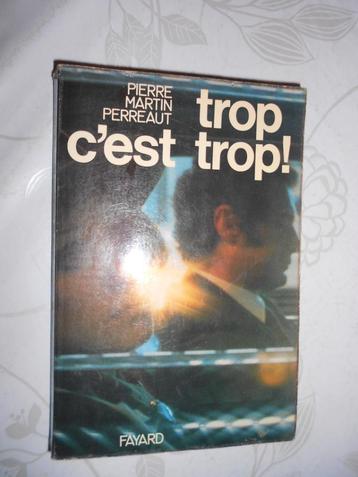 PIERRE
MARTIN
PERREAUT
trop
c'est trop!
FAYARD